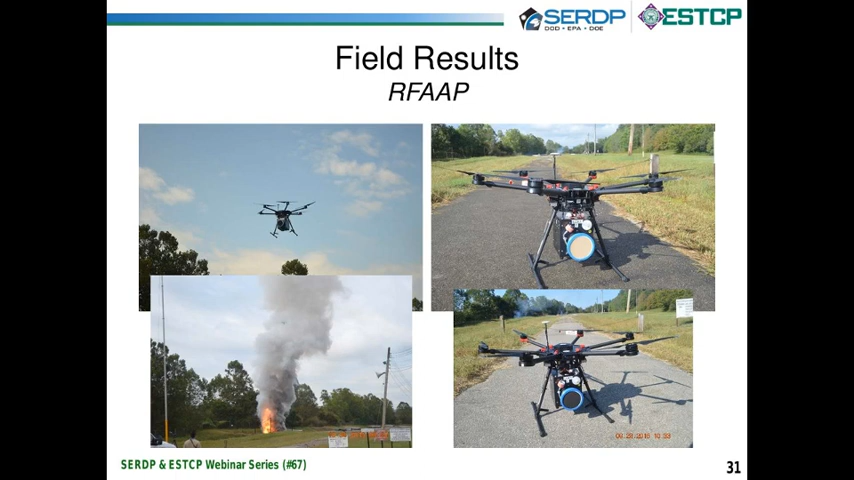 SERDP
DOD • EPA • DOE
ESTCP
Field Results
RFAAP
SERDP & ESTCP Webinar Series (#67)
31